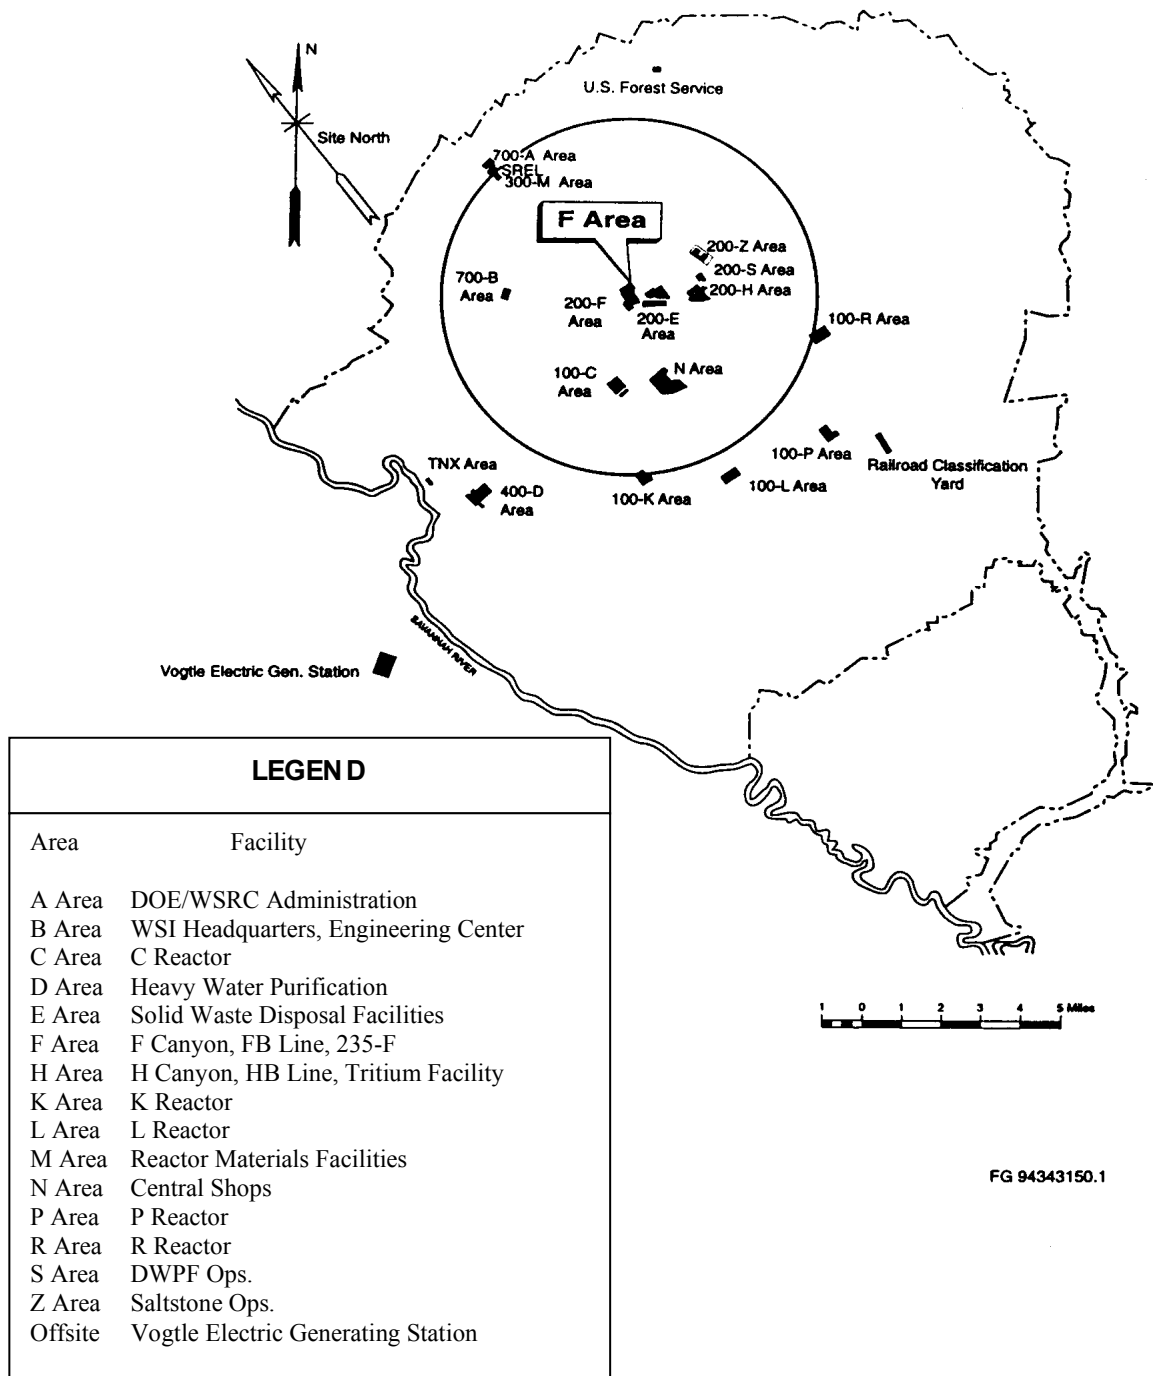 N
Site North
U.S. Forest Service
700-A Area
SREL
300-M Area
F Area
200-Z Area
200-S Area
200-H Area
700-B
Area
200-F
Area
200-E
Area
100-R Area
100-C
Area
N Area
100-P Area
Railroad Classification
Yard
TNX Area
400-D
Area
100-K Area
100-L Area
SAVANNAH RIVER
Vogtle Electric Gen. Station
LEGEND
Area Facility
A Area DOE/WSRC Administration
B Area WSI Headquarters, Engineering Center
C Area C Reactor
D Area Heavy Water Purification
E Area Solid Waste Disposal Facilities
F Area F Canyon, FB Line, 235-F
H Area H Canyon, HB Line, Tritium Facility
K Area K Reactor
L Area L Reactor
M Area Reactor Materials Facilities
N Area Central Shops
P Area P Reactor
R Area R Reactor
S Area DWPF Ops.
Z Area Saltstone Ops.
Offsite Vogtle Electric Generating Station
1 0 1 2 3 4 5 Miles
FG 94343150.1